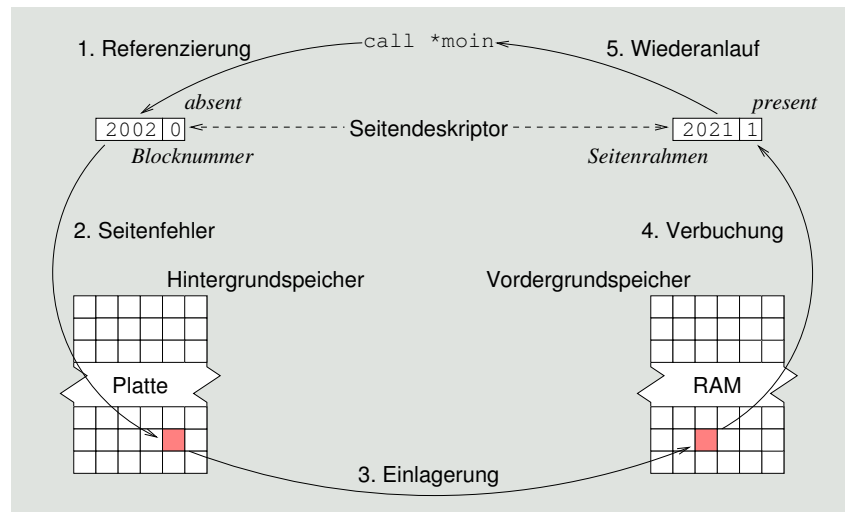 1. Referenzierung
call *moin
5. Wiederanlauf
absent
present
2002 0
Seitendeskriptor
2021 1
Blocknummer
Seitenrahmen
2. Seitenfehler
4. Verbuchung
Hintergrundspeicher
Vordergrundspeicher
Platte
RAM
3. Einlagerung